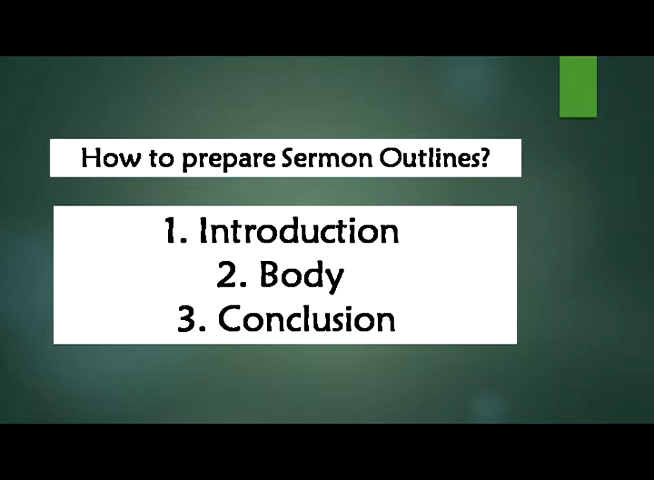 How to prepare Sermon Outlines?
1. Introduction
2. Body
3. Conclusion